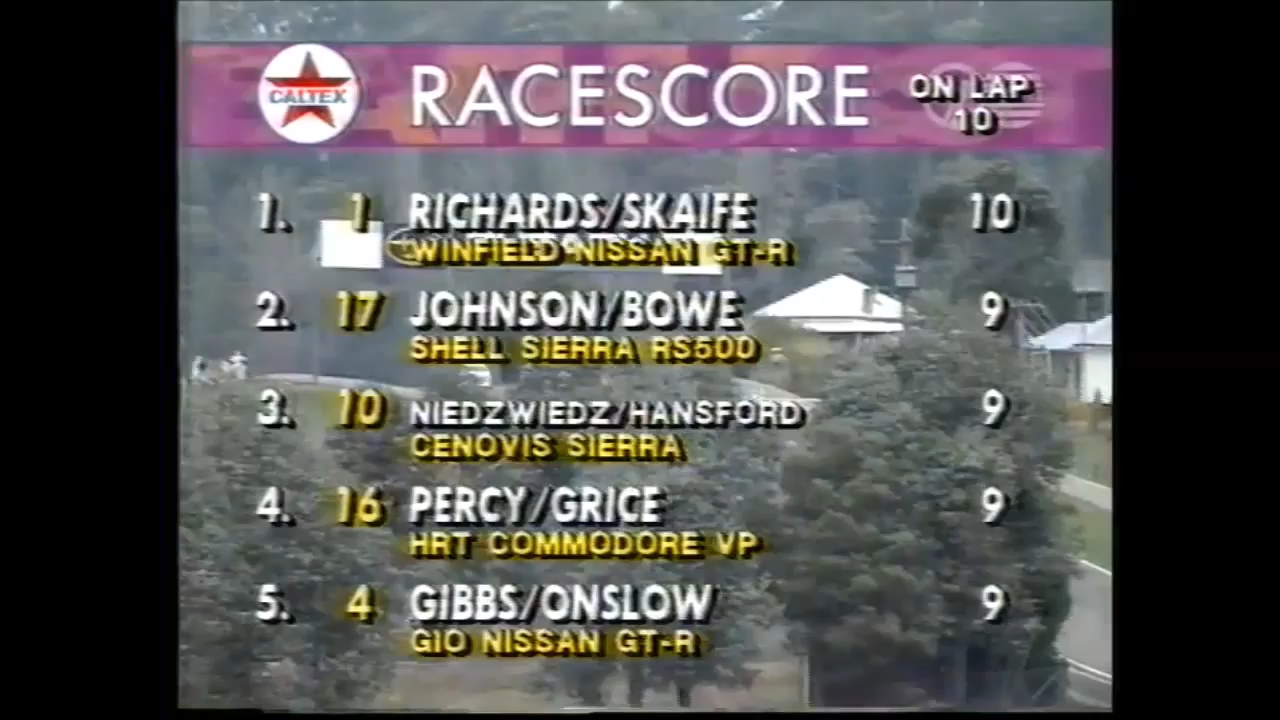 CALTEX
RACESCORE
ON LAP
10
1. 1 RICHARDS/SKAIFE 10
WINFIELD NISSAN GT-R
2. 17 JOHNSON/BOWE 9
SHELL SIERRA RS500
3. 10 NIEDZWIEDZ/HANSFORD 9
CENOVIS SIERRA
4. 16 PERCY/GRICE 9
HRT COMMODORE VP
5. 4 GIBBS/ONSLOW 9
GIO NISSAN GT-R